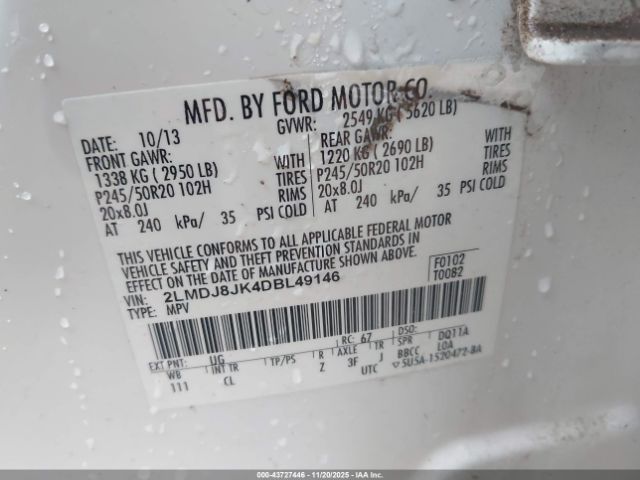 MFD. BY FORD MOTOR CO.
DATE: 10/13 GVWR: 2549 KG ( 5620 LB)
FRONT GAWR: REAR GAWR:
1338 KG ( 2950 LB) WITH 1220 KG ( 2690 LB) WITH
P245/50R20 102H TIRES P245/50R20 102H TIRES
20x8.0J RIMS 20x8.0J RIMS
AT 240 kPa/ 35 PSI COLD AT 240 kPa/ 35 PSI COLD
THIS VEHICLE CONFORMS TO ALL APPLICABLE FEDERAL MOTOR
VEHICLE SAFETY AND THEFT PREVENTION STANDARDS IN
EFFECT ON THE DATE OF MANUFACTURE SHOWN ABOVE.
VIN: 2LMDJ8JK4DBL49146 F0102
TYPE: MPV T0082
EXT PNT: UG RC: 67 DSO:
WB INT TR TP/PS R AXLE TR SPR DQ11A
111 CL Z 3F J BBCC LOA
UTC 5U5A-1520472-BA
000-43727446 - 11/20/2025 - IAA Inc.